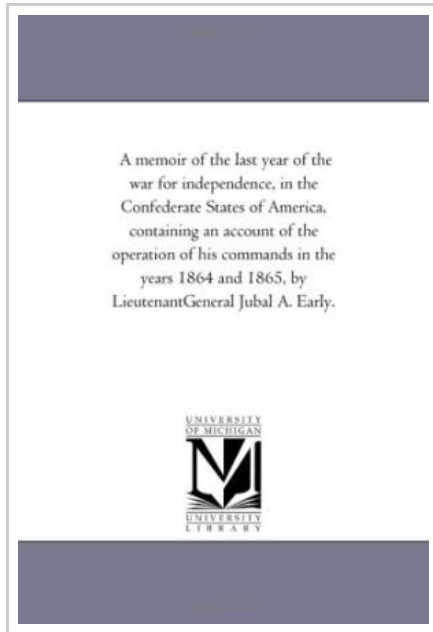 A memoir of the last year of the
war for independence, in the
Confederate States of America,
containing an account of the
operation of his commands in the
years 1864 and 1865, by
LieutenantGeneral Jubal A. Early.
UNIVERSITY
OF MICHIGAN
M
UNIVERSITY
LIBRARY